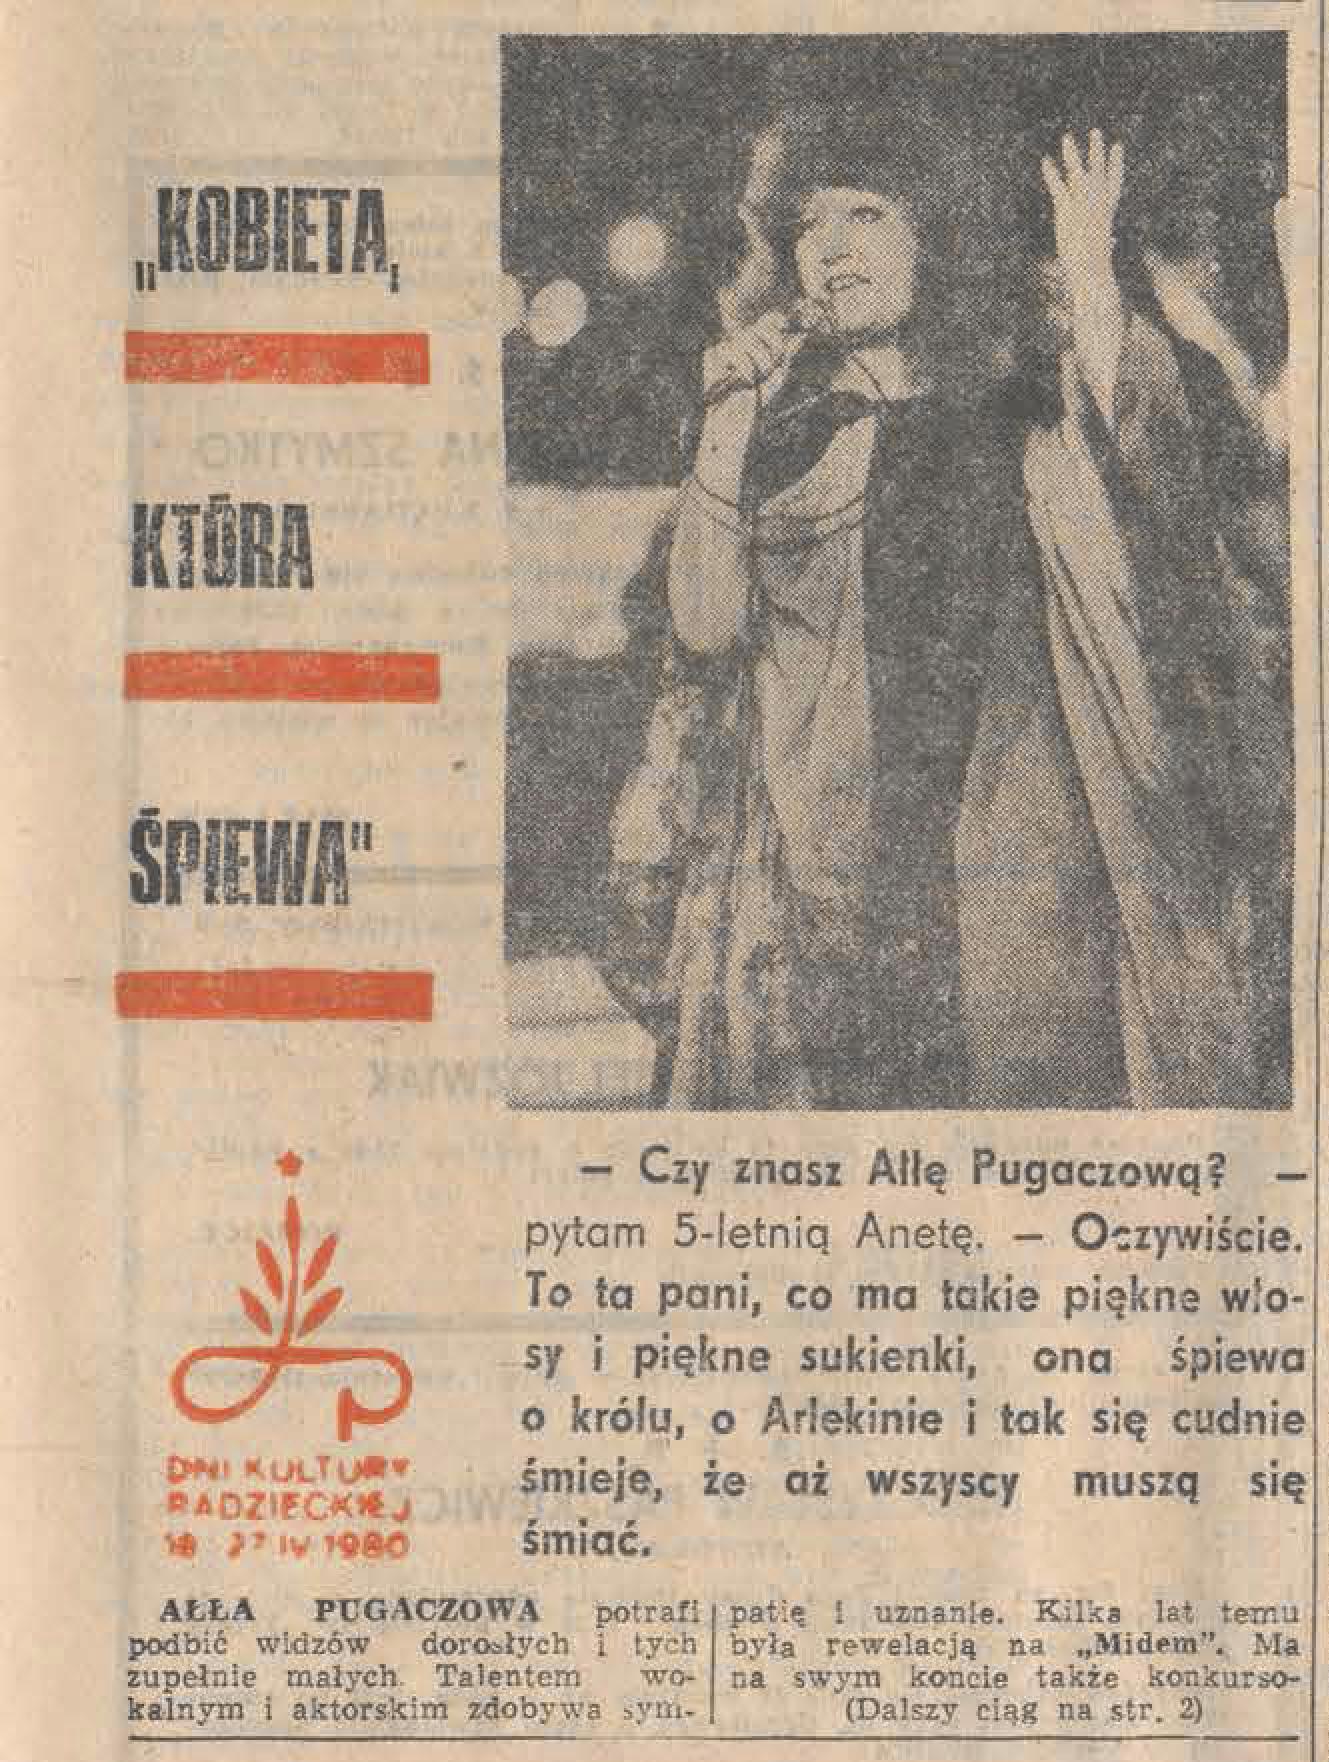 „KOBIETA,
KTÓRA
ŚPIEWA"
— Czy znasz Ałłę Pugaczową? —
pytam 5-letnią Anetę. — Oczywiście.
To ta pani, co ma takie piękne wło-
sy i piękne sukienki, ona śpiewa
o królu, o Arlekinie i tak się cudnie
śmieje, że aż wszyscy muszą się
śmiać.
DNI KULTURY
RADZIECKIEJ
18 27 IV 1980
AŁŁA PUGACZOWA potrafi
podbić widzów dorosłych i tych
zupełnie małych. Talentem wo-
kalnym i aktorskim zdobywa sym-
patię i uznanie. Kilka lat temu
była rewelacją na „Midem”. Ma
na swym koncie także konkurso-
(Dalszy ciąg na str. 2)